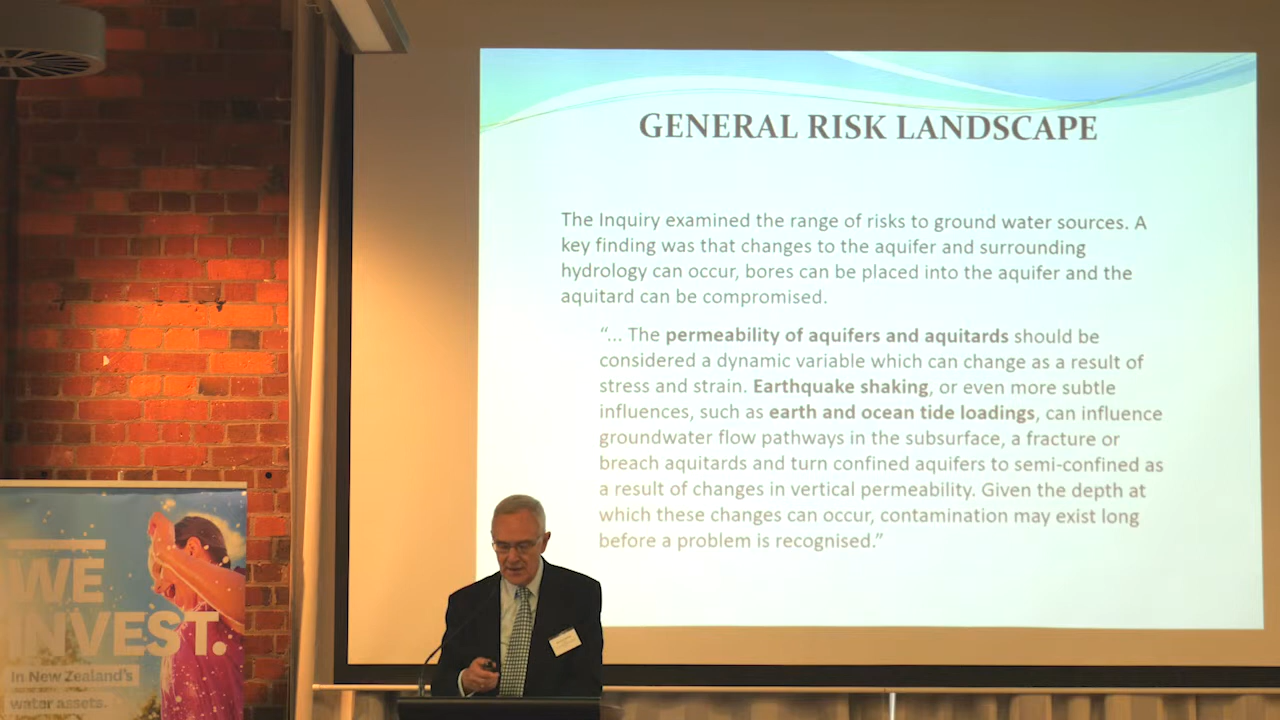 GENERAL RISK LANDSCAPE
The Inquiry examined the range of risks to ground water sources. A
key finding was that changes to the aquifer and surrounding
hydrology can occur, bores can be placed into the aquifer and the
aquitard can be compromised.
“... The permeability of aquifers and aquitards should be
considered a dynamic variable which can change as a result of
stress and strain. Earthquake shaking, or even more subtle
influences, such as earth and ocean tide loadings, can influence
groundwater flow pathways in the subsurface, a fracture or
breach aquitards and turn confined aquifers to semi-confined as
a result of changes in vertical permeability. Given the depth at
which these changes can occur, contamination may exist long
before a problem is recognised.”
WE
INVEST.
In New Zealand's
water assets.